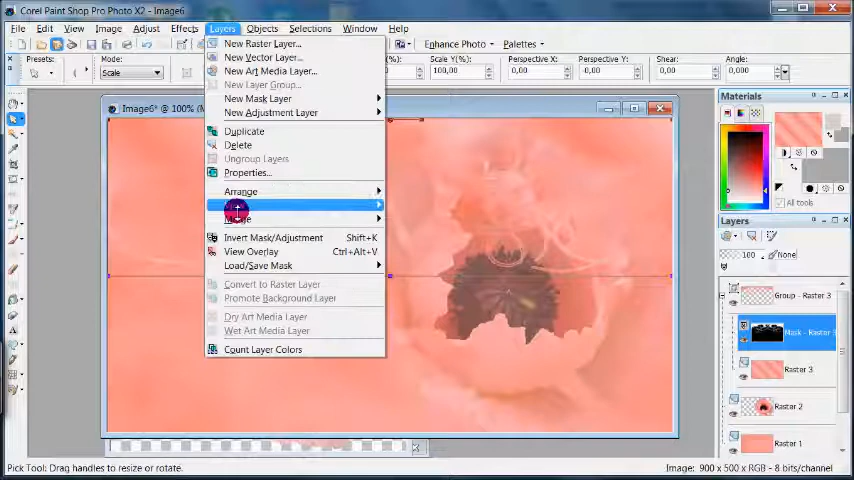 Corel Paint Shop Pro Photo X2 - Image6
File Edit View Image Adjust Effects Layers Objects Selections Window Help
Enhance Photo Palettes
Presets: Mode: Scale Y(%): Pivot X: Pivot Y: Shear: Angle:
Scale 100,00 0,00 0,00 0,00 0,000
Image6* @ 100% (M
New Raster Layer...
New Vector Layer...
New Art Media Layer...
New Layer Group...
New Mask Layer
New Adjustment Layer
Duplicate
Delete
Ungroup Layers
Properties...
Arrange
Merge
Invert Mask/Adjustment Shift+K
View Overlay Ctrl+Alt+V
Load/Save Mask
Convert to Raster Layer
Promote Background Layer
Dry Art Media Layer
Wet Art Media Layer
Count Layer Colors
Materials
All tools
Layers
100 None
Group - Raster 3
Mask - Raster 3
Raster 3
Raster 2
Raster 1
Pick Tool: Drag handles to resize or rotate.
Image: 900 x 500 x RGB - 8 bits/channel